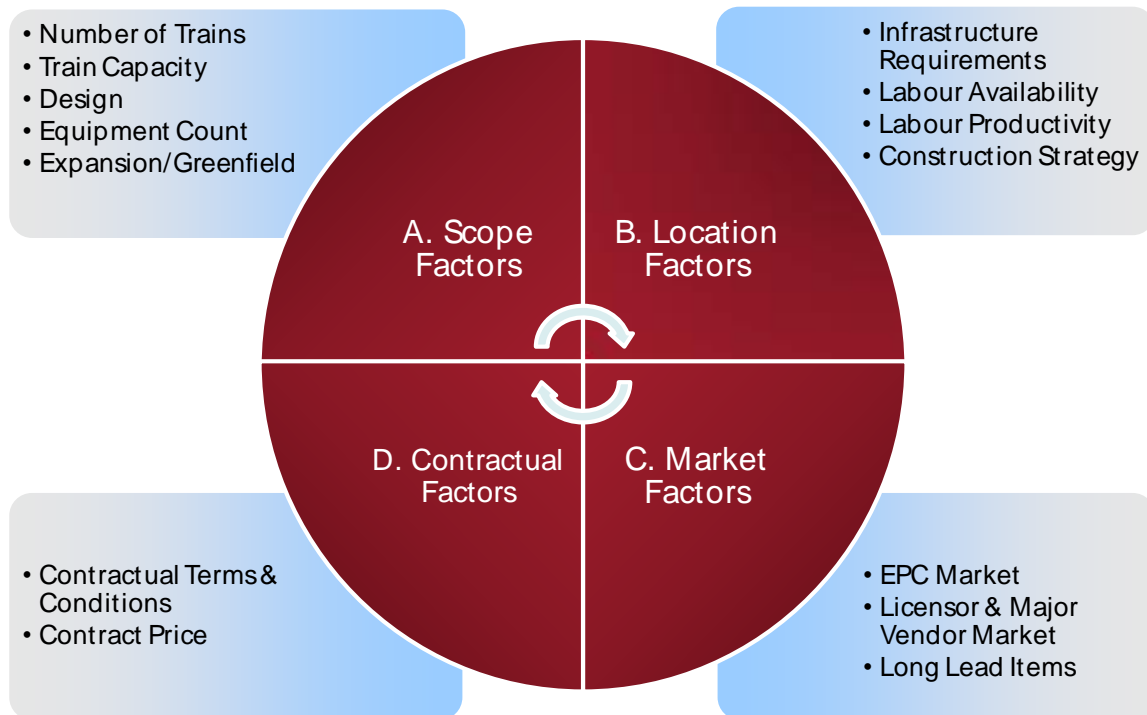 • Number of Trains
• Train Capacity
• Design
• Equipment Count
• Expansion/Greenfield
• Infrastructure
Requirements
• Labour Availability
• Labour Productivity
• Construction Strategy
A. Scope
Factors
B. Location
Factors
D. Contractual
Factors
C. Market
Factors
• Contractual Terms &
Conditions
• Contract Price
• EPC Market
• Licensor & Major
Vendor Market
• Long Lead Items